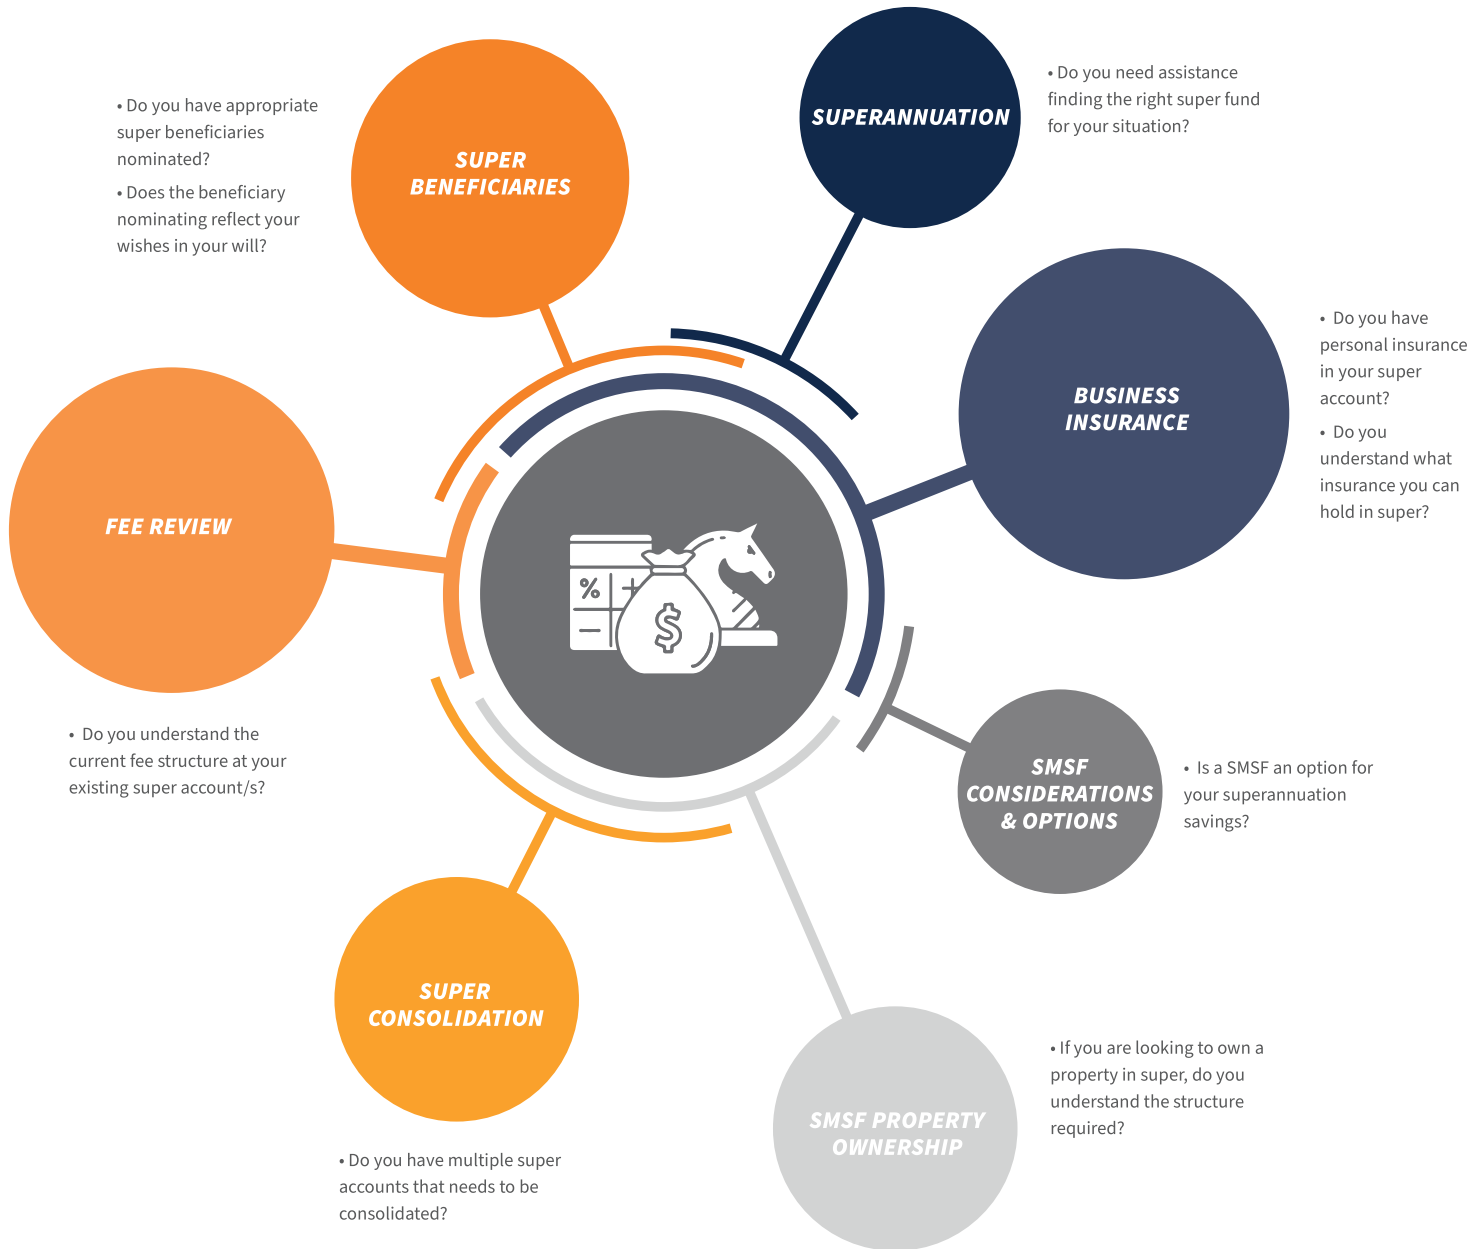 • Do you have appropriate
super beneficiaries
nominated?
• Does the beneficiary
nominating reflect your
wishes in your will?
SUPER
BENEFICIARIES
SUPERANNUATION
• Do you need assistance
finding the right super fund
for your situation?
BUSINESS
INSURANCE
• Do you have
personal insurance
in your super
account?
• Do you
understand what
insurance you can
hold in super?
FEE REVIEW
• Do you understand the
current fee structure at your
existing super account/s?
%
+
−
$
SMSF
CONSIDERATIONS
& OPTIONS
• Is a SMSF an option for
your superannuation
savings?
SUPER
CONSOLIDATION
• Do you have multiple super
accounts that needs to be
consolidated?
SMSF PROPERTY
OWNERSHIP
• If you are looking to own a
property in super, do you
understand the structure
required?